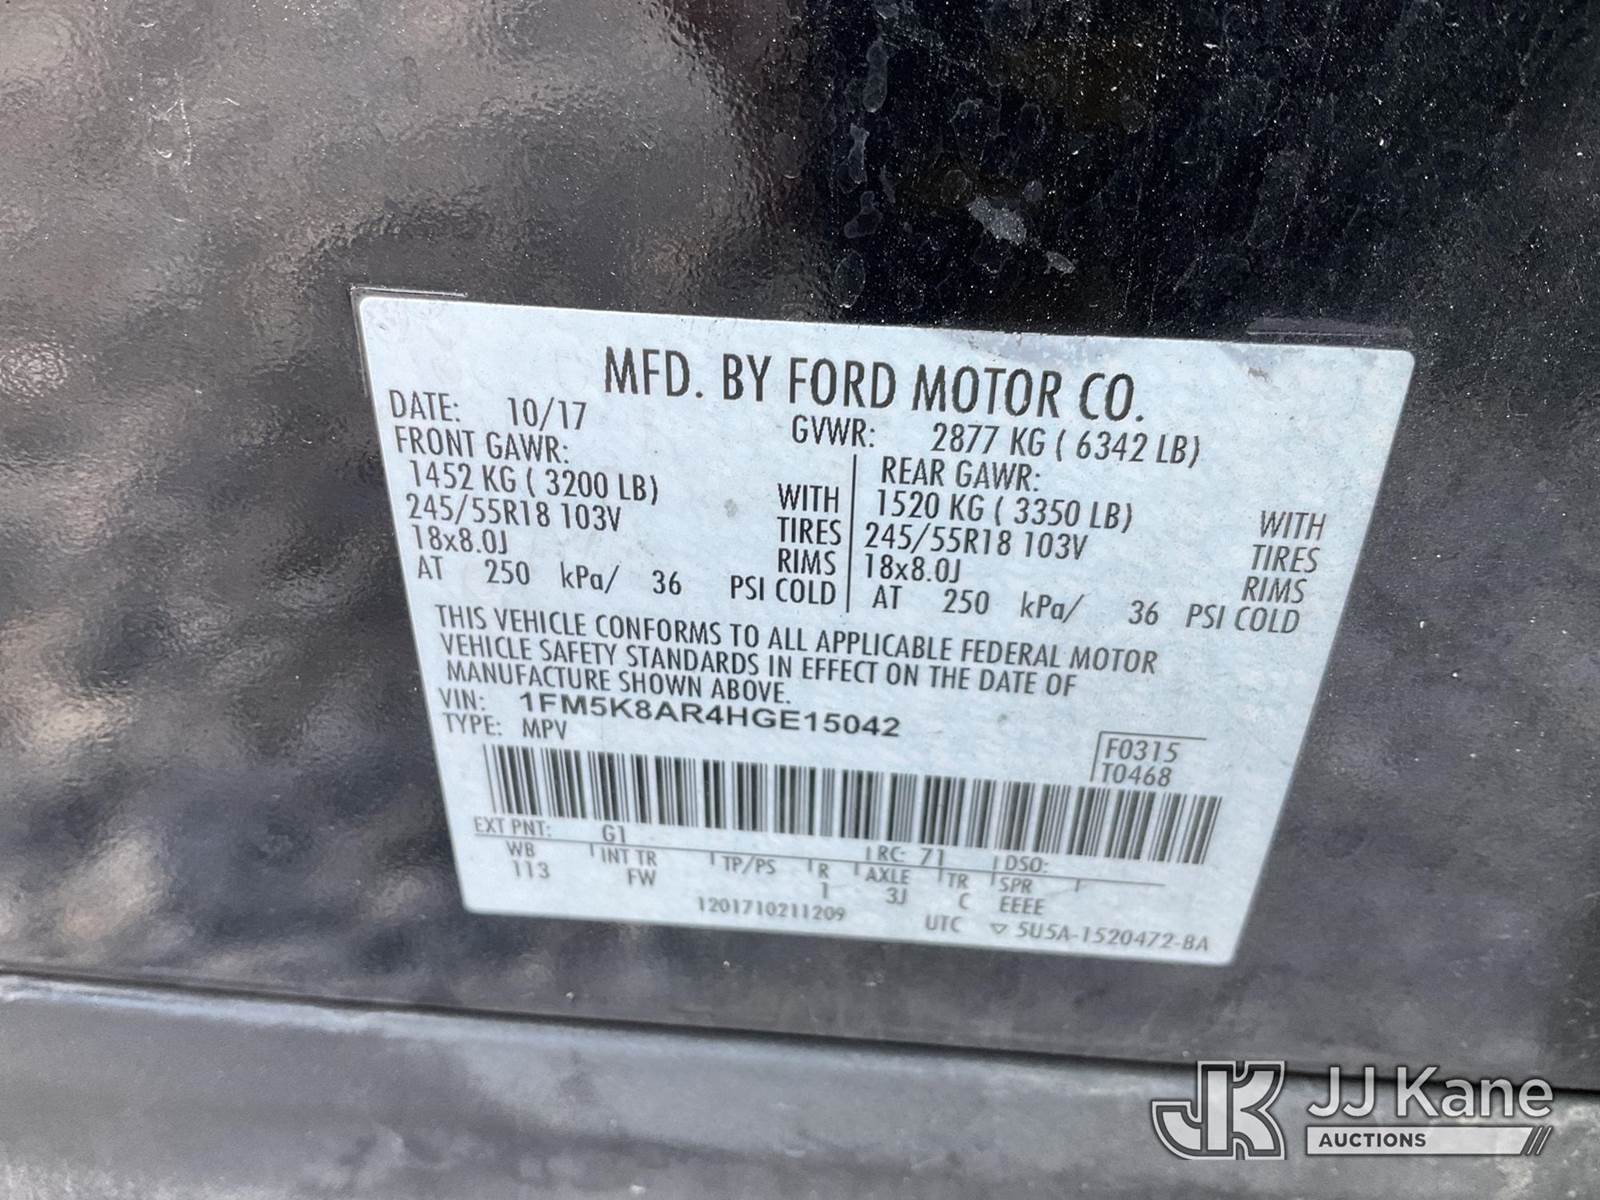 MFD. BY FORD MOTOR CO.
DATE: 10/17 GVWR: 2877 KG ( 6342 LB)
FRONT GAWR: REAR GAWR:
1452 KG ( 3200 LB) WITH 1520 KG ( 3350 LB) WITH
245/55R18 103V TIRES 245/55R18 103V TIRES
18x8.0J RIMS 18x8.0J RIMS
AT 250 kPa/ 36 PSI COLD AT 250 kPa/ 36 PSI COLD
THIS VEHICLE CONFORMS TO ALL APPLICABLE FEDERAL MOTOR
VEHICLE SAFETY STANDARDS IN EFFECT ON THE DATE OF
MANUFACTURE SHOWN ABOVE.
VIN: 1FM5K8AR4HGE15042
TYPE: MPV
F0315
T0468
EXT PNT: G1 RC: 71 DSO:
WB INT TR TP/PS R AXLE TR SPR
113 FW 1 3J C EEEE
1201710211209 UTC ▽ 5U5A-1520472-BA
JK JJ Kane
AUCTIONS